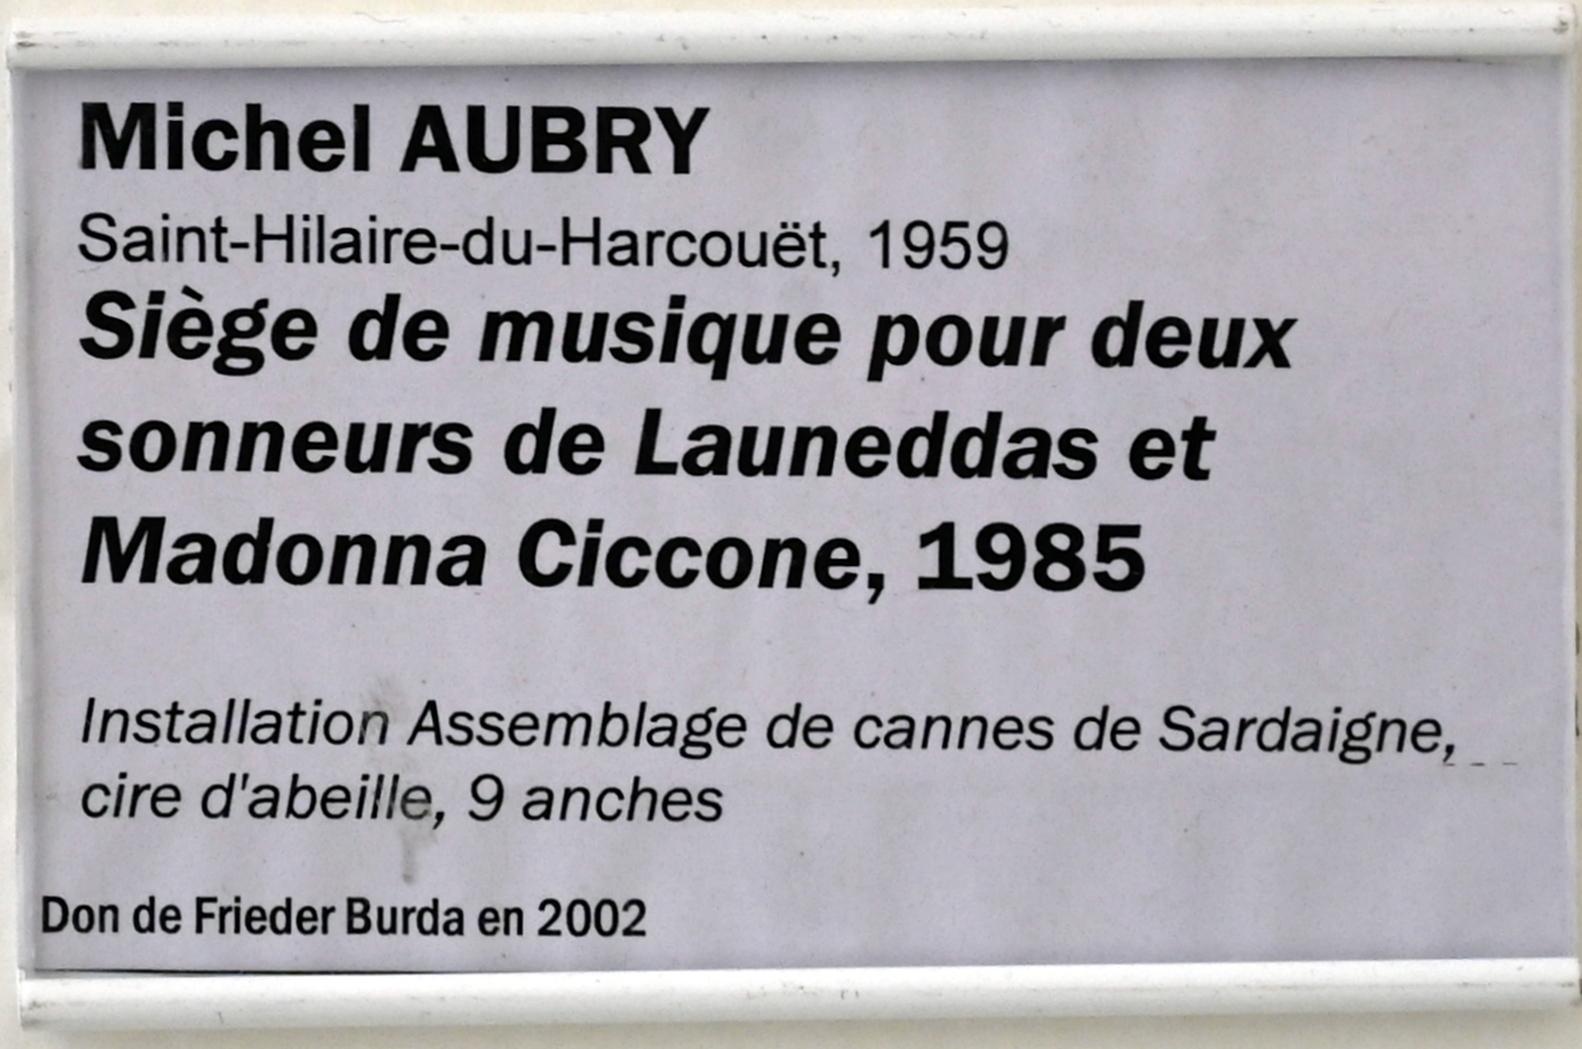 Michel AUBRY
Saint-Hilaire-du-Harcouët, 1959
Siège de musique pour deux
sonneurs de Launeddas et
Madonna Ciccone, 1985
Installation Assemblage de cannes de Sardaigne,
cire d'abeille, 9 anches
Don de Frieder Burda en 2002